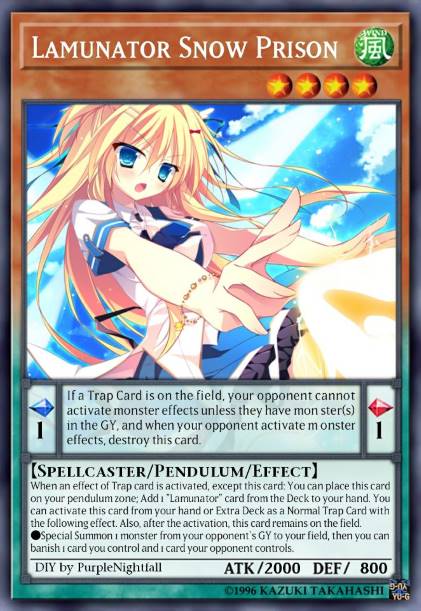 Lamunator Snow Prison
WIND
風
If a Trap Card is on the field, your opponent cannot
activate monster effects unless they have mon ster(s)
in the GY, and when your opponent activate m onster
effects, destroy this card.
1
1
【Spellcaster/Pendulum/Effect】
When an effect of Trap card is activated, except this card: You can place this card
on your pendulum zone; Add 1 "Lamunator" card from the Deck to your hand. You
can activate this card from your hand or Extra Deck as a Normal Trap Card with
the following effect. Also, after the activation, this card remains on the field.
●Special Summon 1 monster from your opponent`s GY to your field, then you can
banish 1 card you control and 1 card your opponent controls.
DIY by PurpleNightfall
ATK/2000 DEF/ 800
©1996 KAZUKI TAKAHASHI